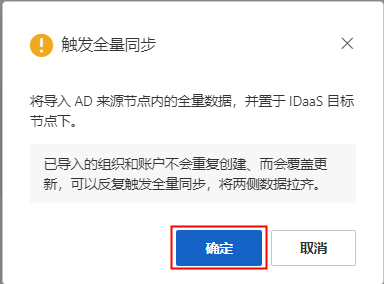 触发全量同步
将导入 AD 来源节点内的全量数据，并置于 IDaaS 目标
节点下。
已导入的组织和账户不会重复创建、而会覆盖更
新，可以反复触发全量同步，将两侧数据拉齐。
确定
取消